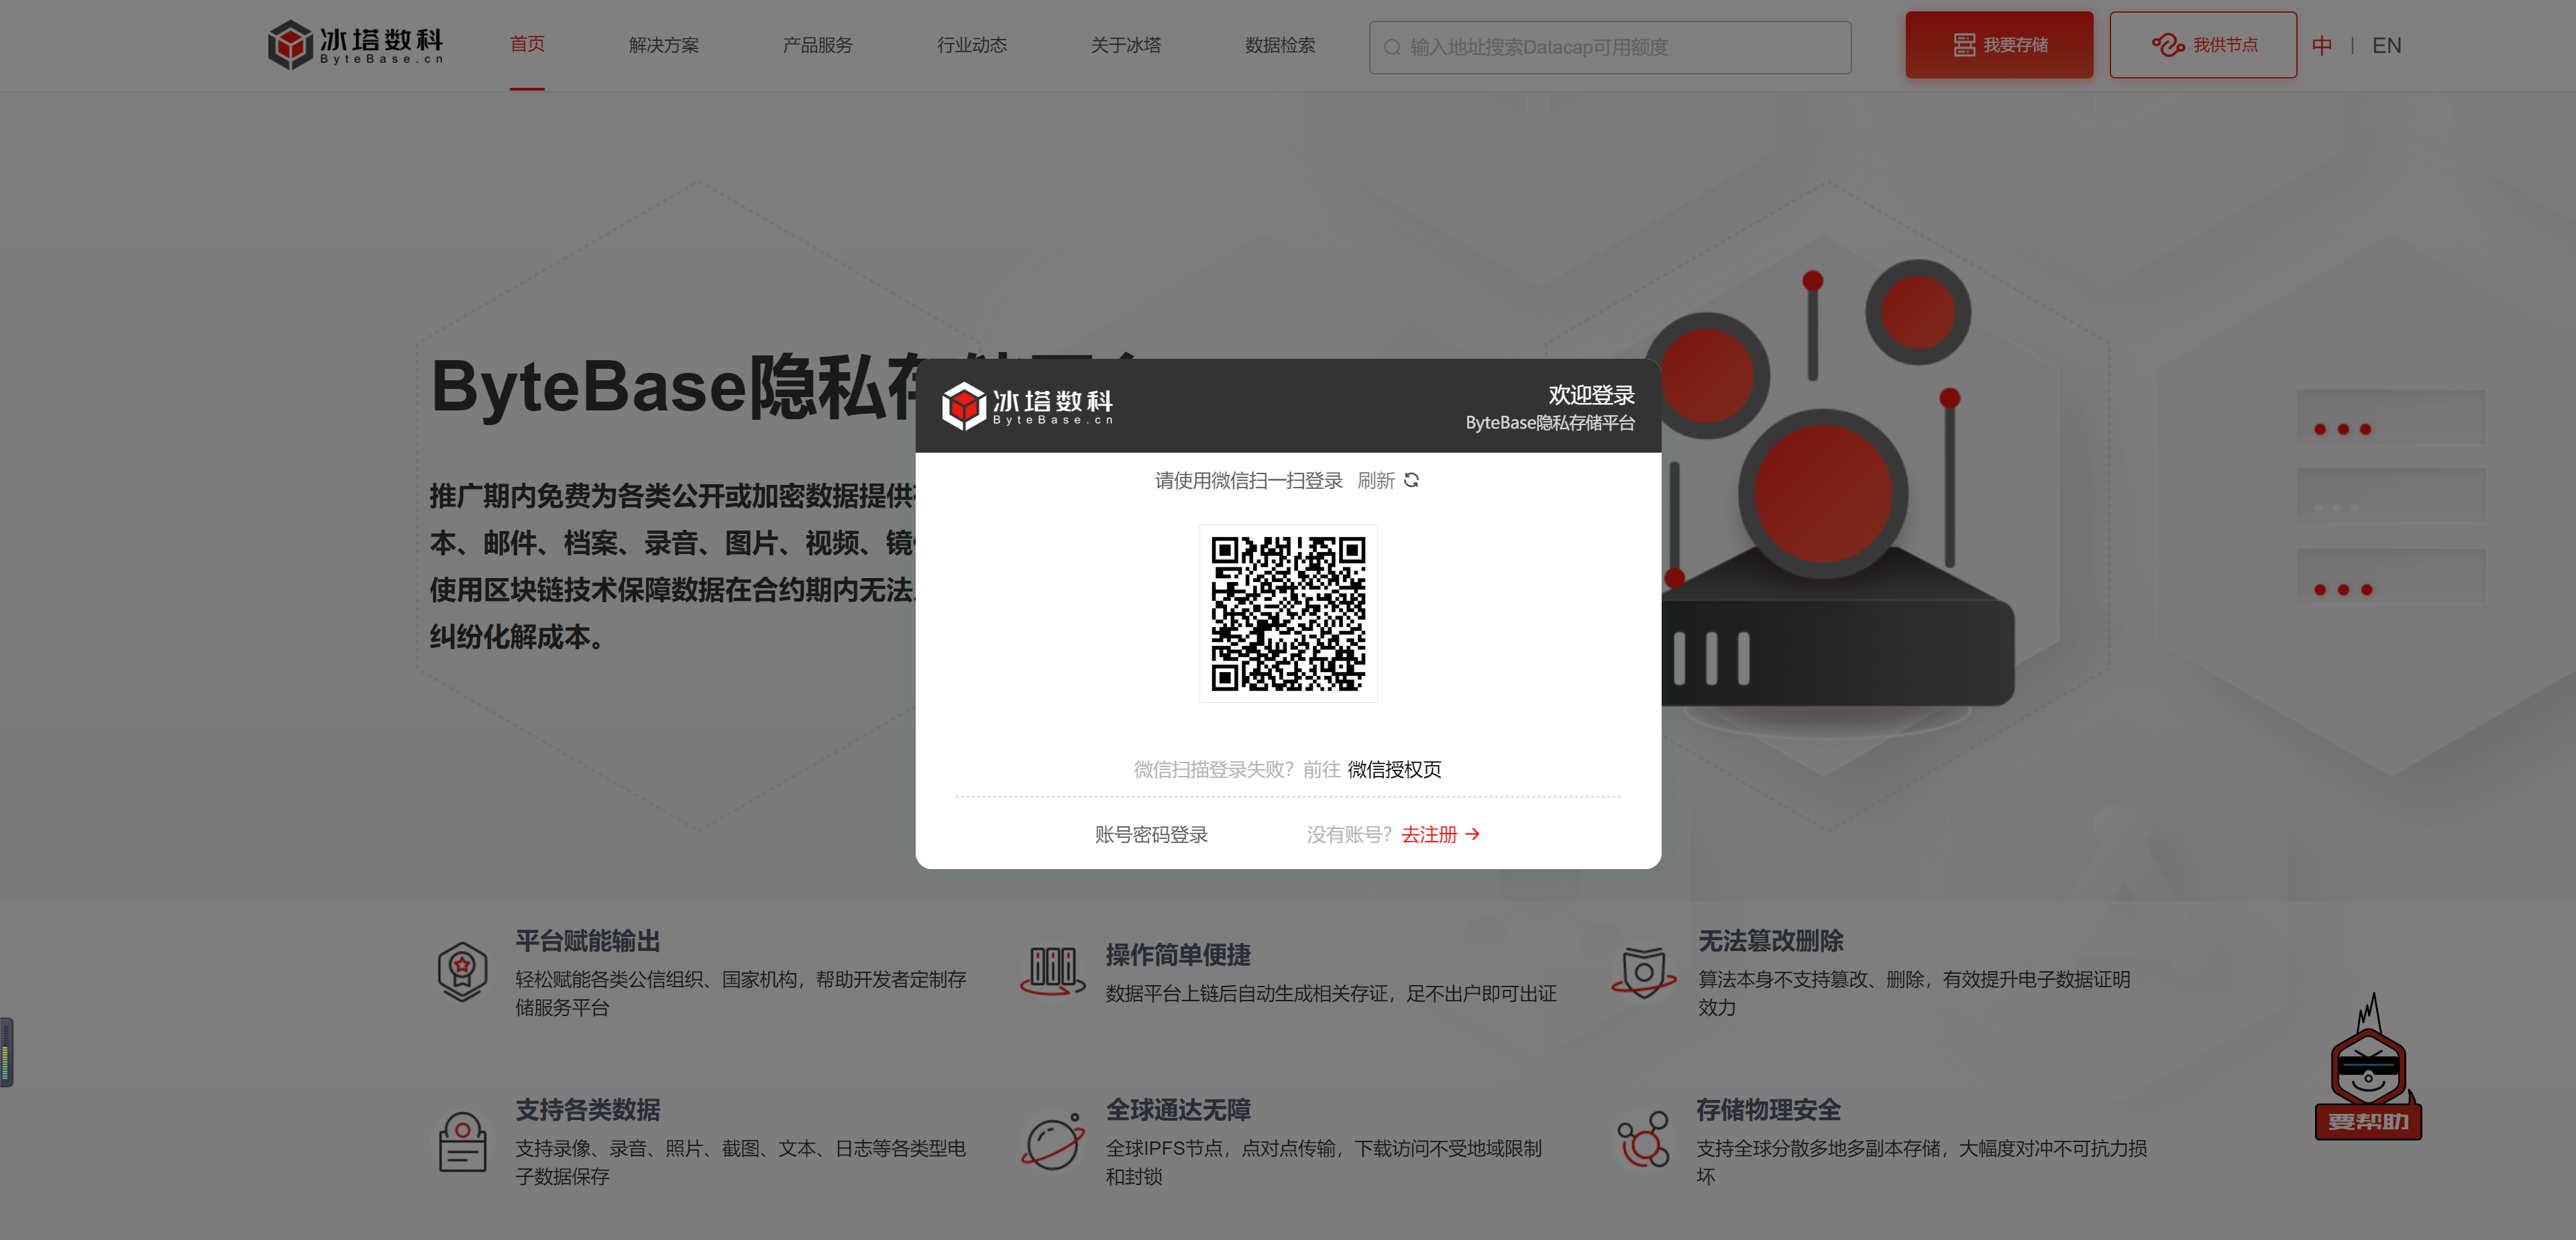 冰塔数科
ByteBase.cn
首页
解决方案
产品服务
行业动态
关于冰塔
数据检索
输入地址搜索Datacap可用额度
我要存储
我供节点
中 | EN
ByteBase隐私存
推广期内免费为各类公开或加密数据提供
本、邮件、档案、录音、图片、视频、镜
使用区块链技术保障数据在合约期内无法
纠纷化解成本。
冰塔数科
ByteBase.cn
欢迎登录
ByteBase隐私存储平台
请使用微信扫一扫登录 刷新
微信扫描登录失败？前往 微信授权页
账号密码登录
没有账号？去注册 →
平台赋能输出
轻松赋能各类公信组织、国家机构，帮助开发者定制存
储服务平台
操作简单便捷
数据平台上链后自动生成相关存证，足不出户即可出证
无法篡改删除
算法本身不支持篡改、删除，有效提升电子数据证明
效力
支持各类数据
支持录像、录音、照片、截图、文本、日志等各类型电
子数据保存
全球通达无障
全球IPFS节点，点对点传输，下载访问不受地域限制
和封锁
存储物理安全
支持全球分散多地多副本存储，大幅度对冲不可抗力损
坏
要帮助